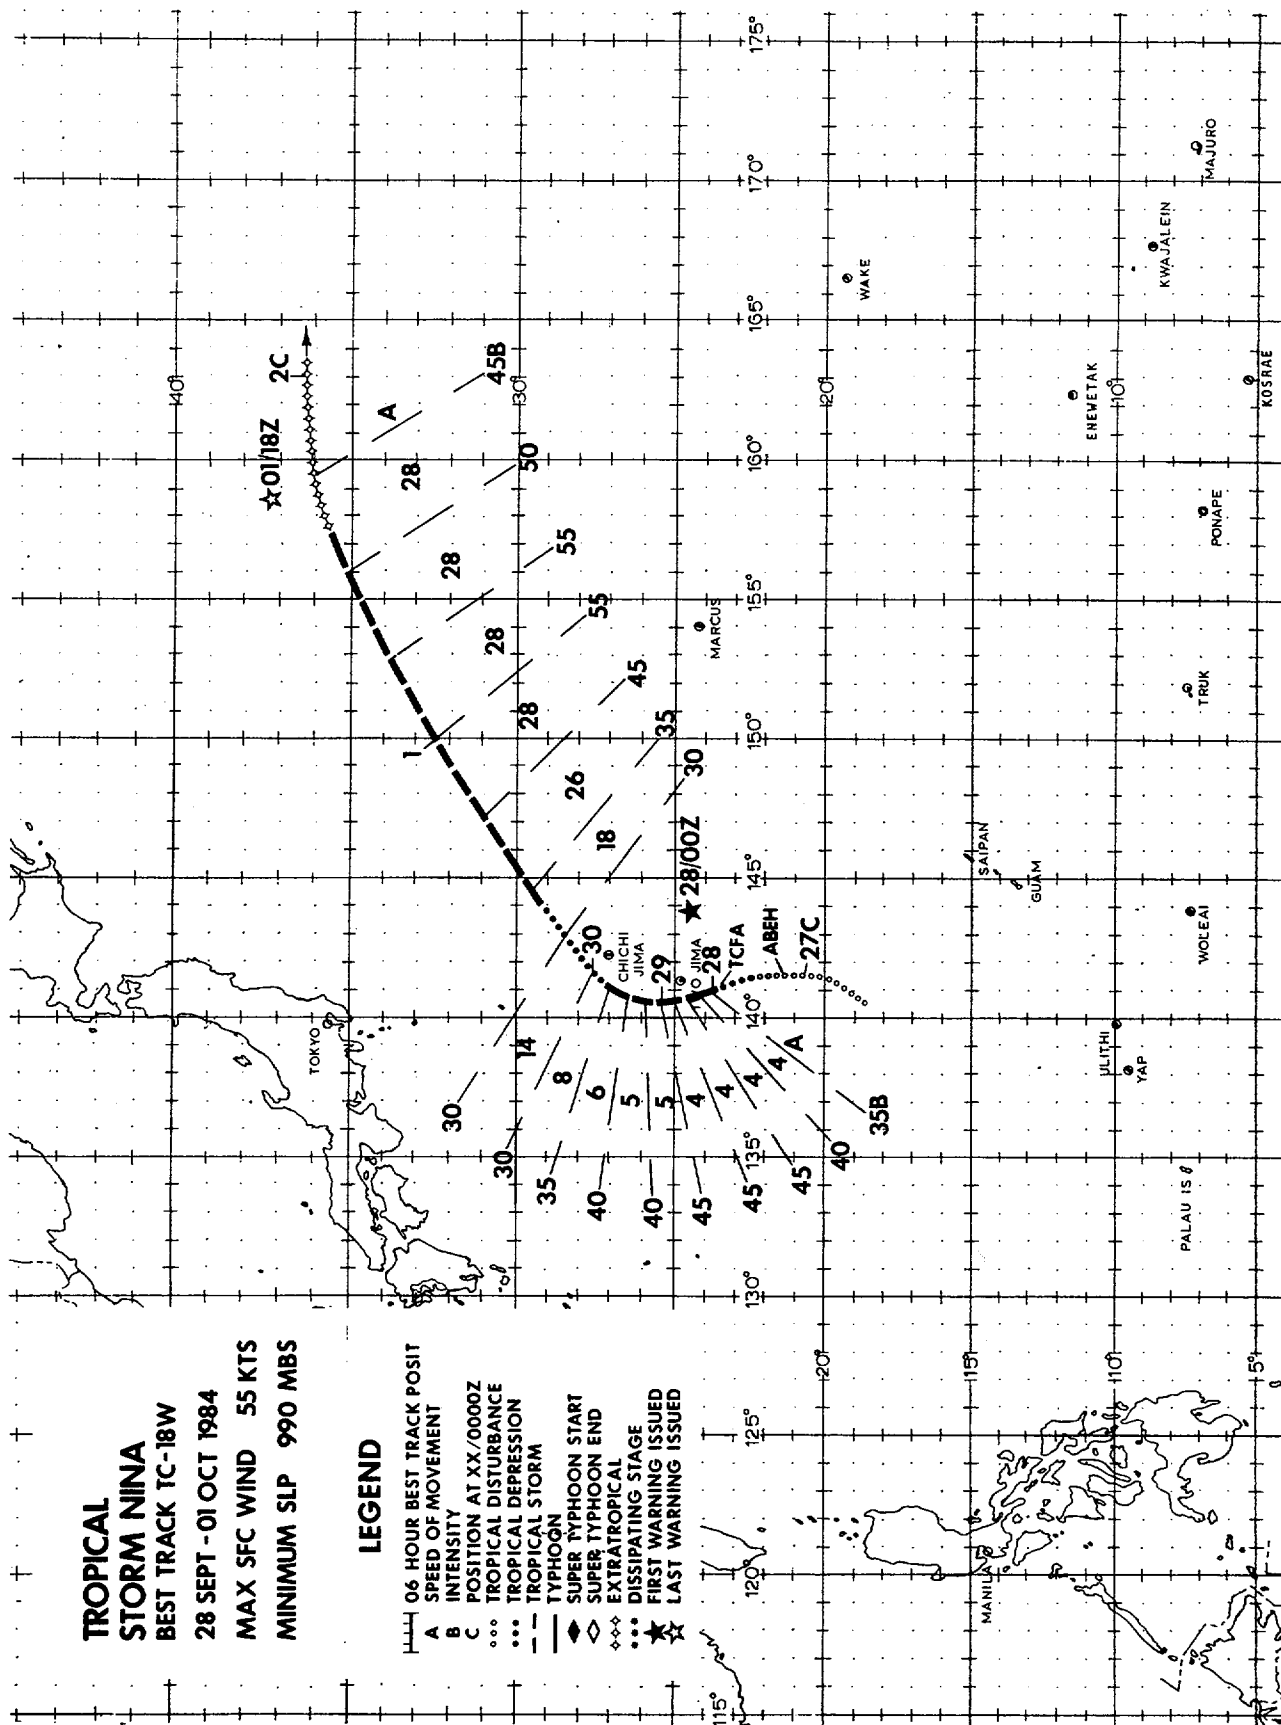 TROPICAL
STORM NINA
BEST TRACK TC-18W
28 SEPT - 01 OCT 1984
MAX SFC WIND 55 KTS
MINIMUM SLP 990 MBS
LEGEND
06 HOUR BEST TRACK POSIT
A SPEED OF MOVEMENT
B INTENSITY
C POSITION AT XX/0000Z
TROPICAL DISTURBANCE
TROPICAL DEPRESSION
TROPICAL STORM
TYPHOON
SUPER TYPHOON START
SUPER TYPHOON END
EXTRATROPICAL
DISSIPATING STAGE
FIRST WARNING ISSUED
LAST WARNING ISSUED
40°
☆01/18Z
2C
A
45B
28
50
28
55
28
55
28
45
26
35
18
30
1
★28/00Z
30°
30
CHICHI
JIMA
29
JIMA
28
TCFA
ABEH
27C
TOKYO
14
8
6
5
5
4
4
4
4
A
30
30
35
40
40
45
45
45
40
35B
175°
170°
165°
160°
155°
150°
145°
140°
135°
130°
125°
120°
115°
20°
10°
20°
15°
10°
5°
MARCUS
WAKE
MAJURO
KWAJALEIN
ENEWETAK
KOSRAE
PONAPE
TRUK
SAIPAN
GUAM
WOLEAI
ULITHI
YAP
PALAU IS
MANILA